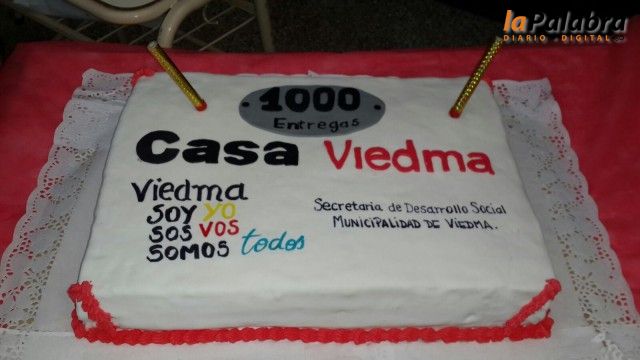 laPalabra
DIARIO DIGITAL
1000
Entregas
Casa Viedma
Viedma
SOY yo
SOS VOS
SOMOS todos
Secretaria de Desarrollo Social
MUNICIPALIDAD DE VIEDMA.